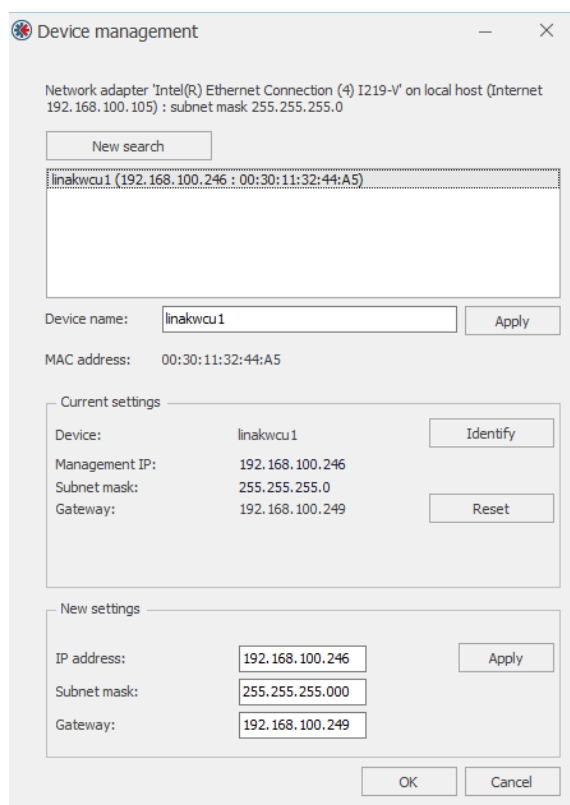 Device management
Network adapter 'Intel(R) Ethernet Connection (4) I219-V' on local host (Internet
192.168.100.105) : subnet mask 255.255.255.0
New search
linakwcu1 (192.168.100.246 : 00:30:11:32:44:A5)
Device name: linakwcu1 Apply
MAC address: 00:30:11:32:44:A5
Current settings
Device: linakwcu1 Identify
Management IP: 192.168.100.246
Subnet mask: 255.255.255.0
Gateway: 192.168.100.249 Reset
New settings
IP address: 192.168.100.246 Apply
Subnet mask: 255.255.255.000
Gateway: 192.168.100.249
OK Cancel